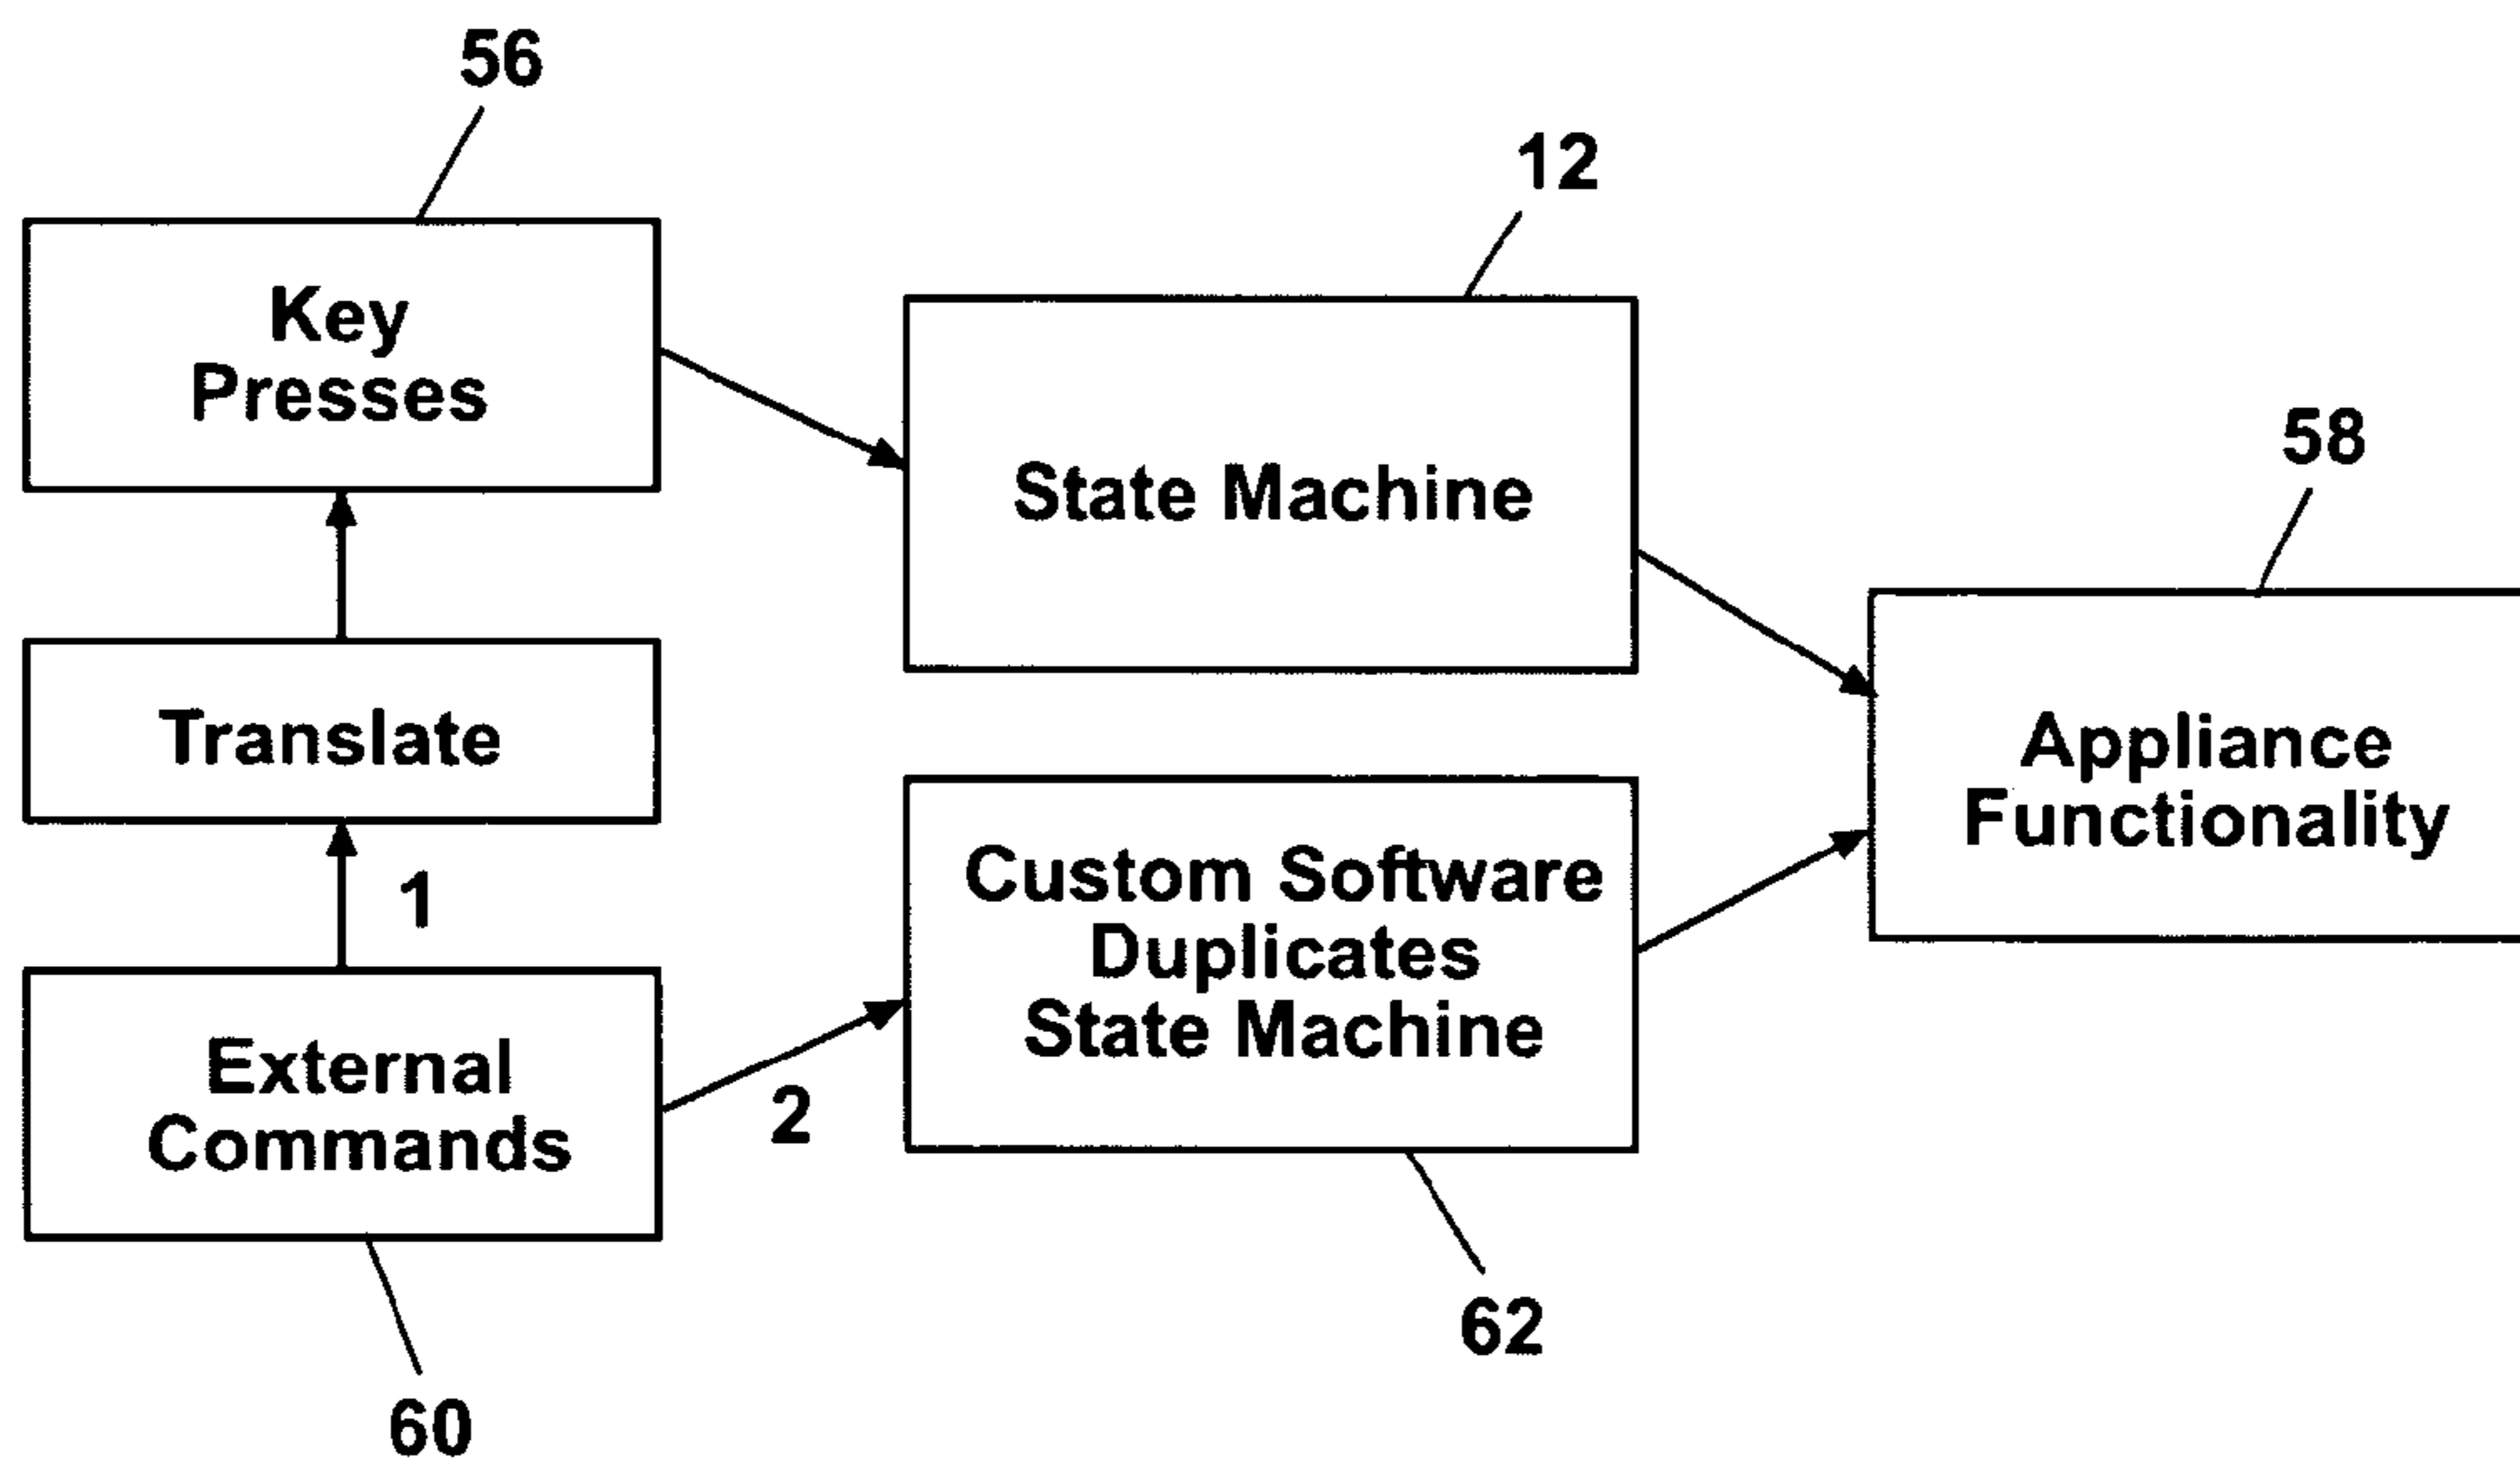 56
12
Key
Presses
State Machine
58
Translate
Appliance
Functionality
1
Custom Software
Duplicates
State Machine
External
Commands
2
62
60